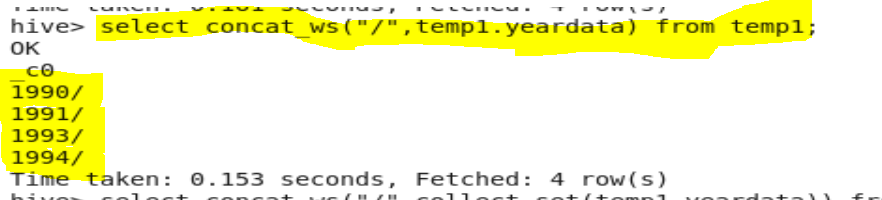 Time taken: 0.161 seconds, Fetched: 4 row(s)
hive> select concat_ws("/",temp1.yeardata) from temp1;
OK
_c0
1990/
1991/
1993/
1994/
Time taken: 0.153 seconds, Fetched: 4 row(s)
hive> select concat_ws("/",collect_set(temp1.yeardata)) fr